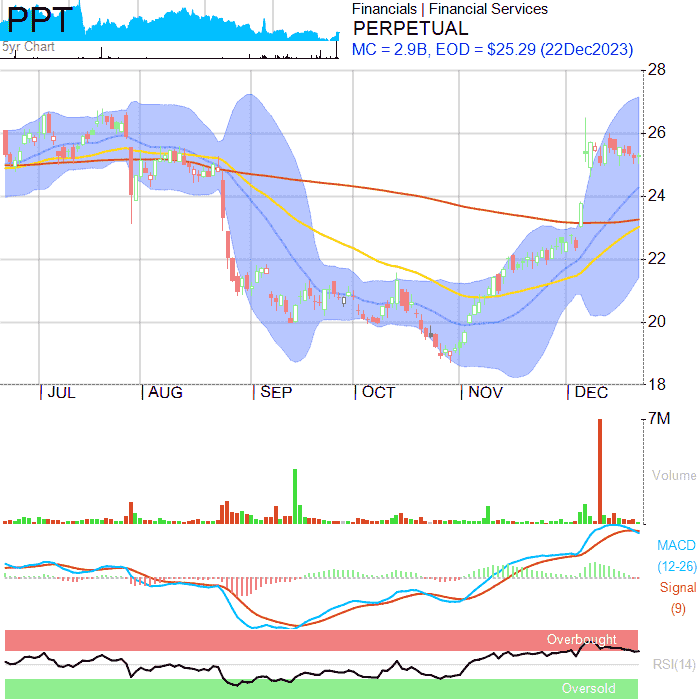 PPT
5yr Chart
Financials | Financial Services
PERPETUAL
MC = 2.9B, EOD = $25.29 (22Dec2023)
28
26
24
22
20
18
JUL AUG SEP OCT NOV DEC
7M
Volume
MACD
(12-26)
Signal
(9)
Overbought
RSI(14)
Oversold